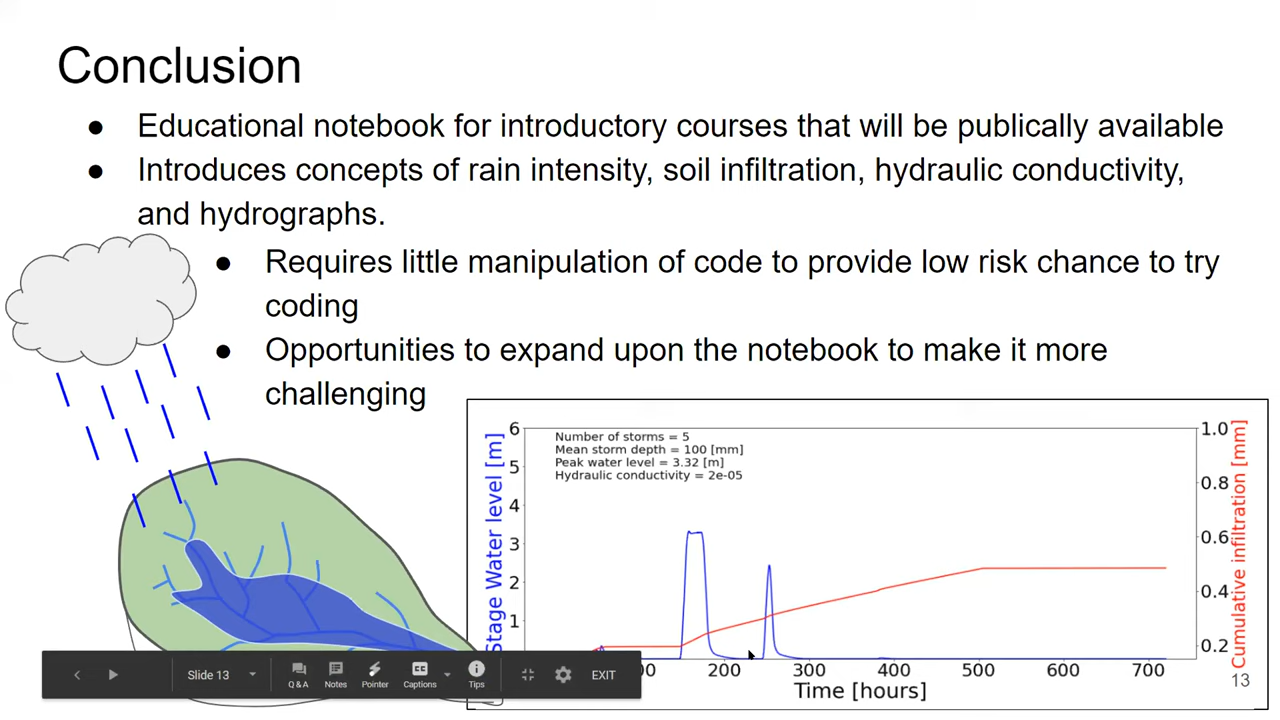 Conclusion
● Educational notebook for introductory courses that will be publically available
● Introduces concepts of rain intensity, soil infiltration, hydraulic conductivity,
and hydrographs.
● Requires little manipulation of code to provide low risk chance to try
coding
● Opportunities to expand upon the notebook to make it more
challenging
Number of storms = 5
Mean storm depth = 100 [mm]
Peak water level = 3.32 [m]
Hydraulic conductivity = 2e-05
Stage Water level [m]
6
5
4
3
2
1
1.0
0.8
0.6
0.4
0.2
Cumulative infiltration [mm]
00 200 300 400 500 600 700
Time [hours]
13
Slide 13 Q & A Notes Pointer Captions Tips EXIT